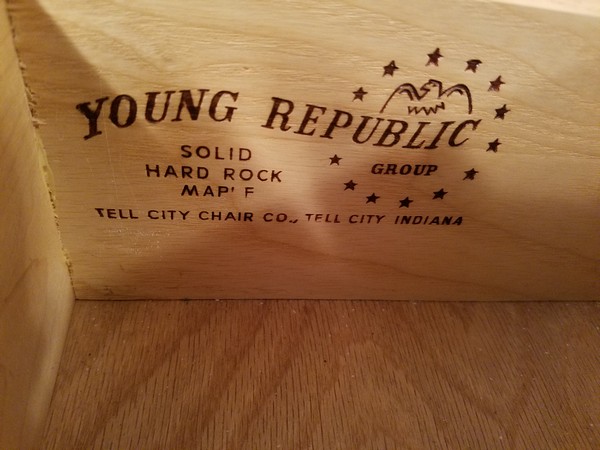 YOUNG REPUBLIC
GROUP
SOLID
HARD ROCK
MAP' F
TELL CITY CHAIR CO., TELL CITY INDIANA